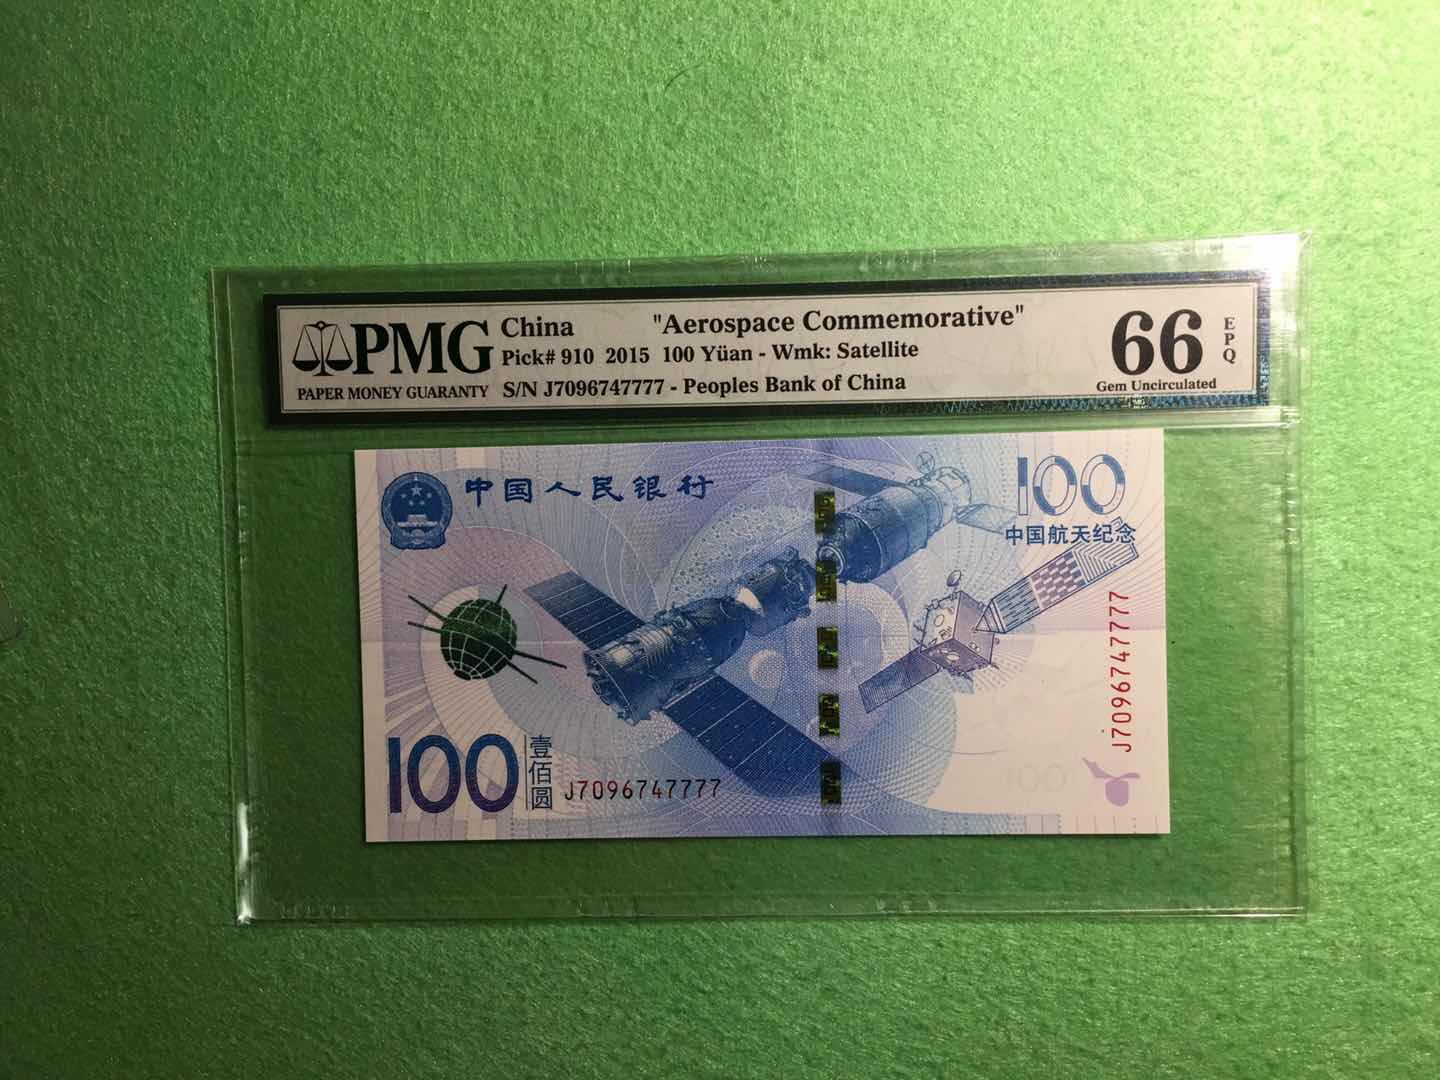 PMG
PAPER MONEY GUARANTY
China "Aerospace Commemorative"
Pick# 910 2015 100 Yüan - Wmk: Satellite
S/N J7096747777 - Peoples Bank of China
66
EPQ
Gem Uncirculated
中国人民银行
100
中国航天纪念
J7096747777
100
壹佰圆
J7096747777